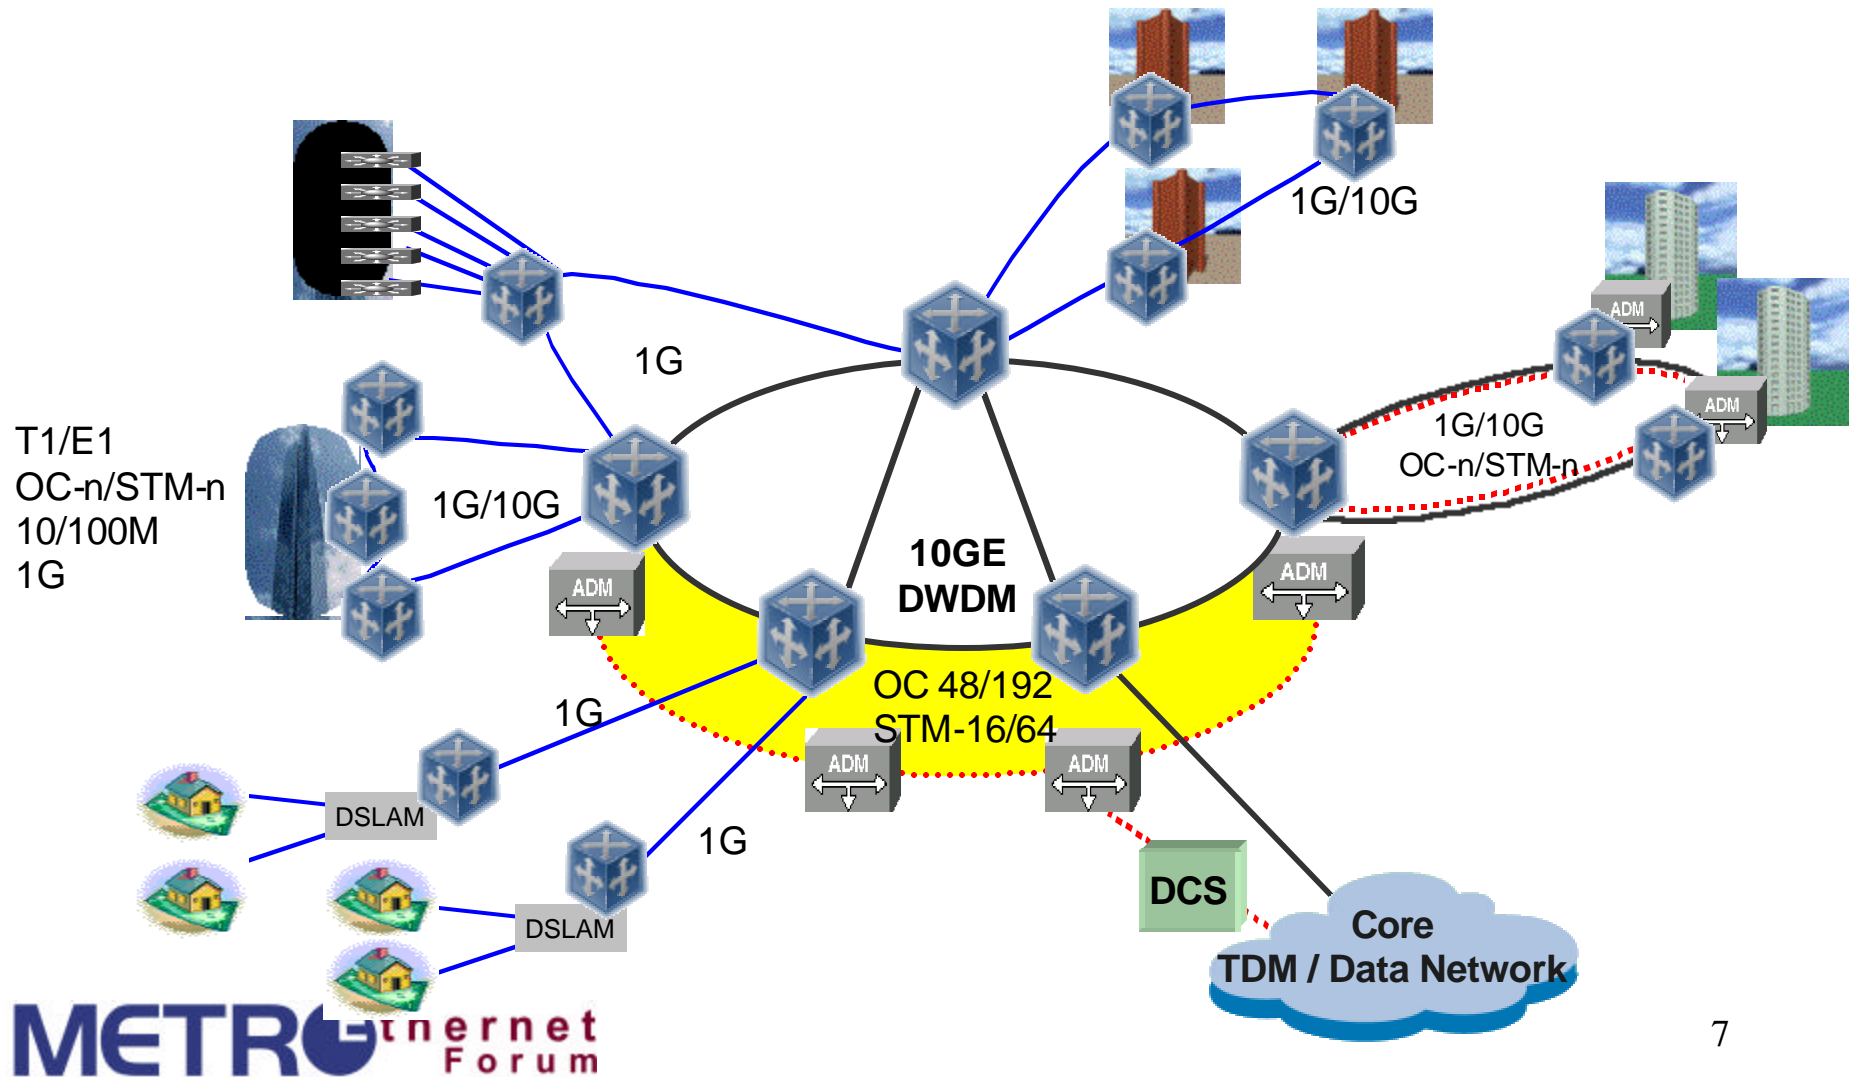 1G/10G
ADM
1G
ADM
1G/10G
OC-n/STM-n
T1/E1
OC-n/STM-n
10/100M
1G
1G/10G
10GE
DWDM
ADM
ADM
OC 48/192
STM-16/64
1G
ADM
ADM
DSLAM
1G
DCS
DSLAM
Core
TDM / Data Network
METRO Ethernet
Forum
7